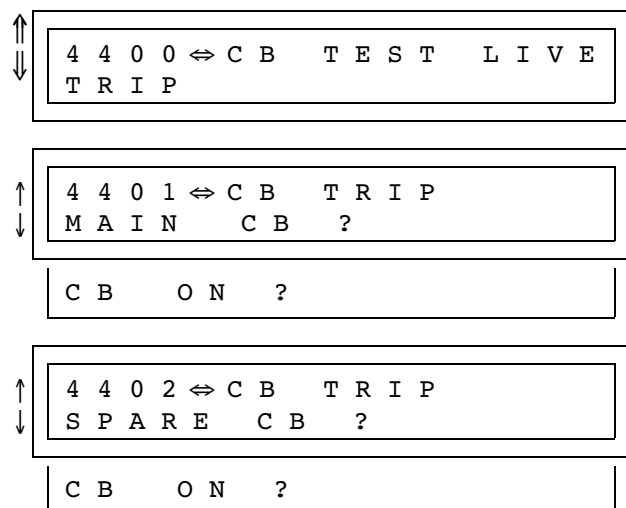 4400⇔CB TEST LIVE
TRIP
4401⇔CB TRIP
MAIN CB ?
CB ON ?
4402⇔CB TRIP
SPARE CB ?
CB ON ?